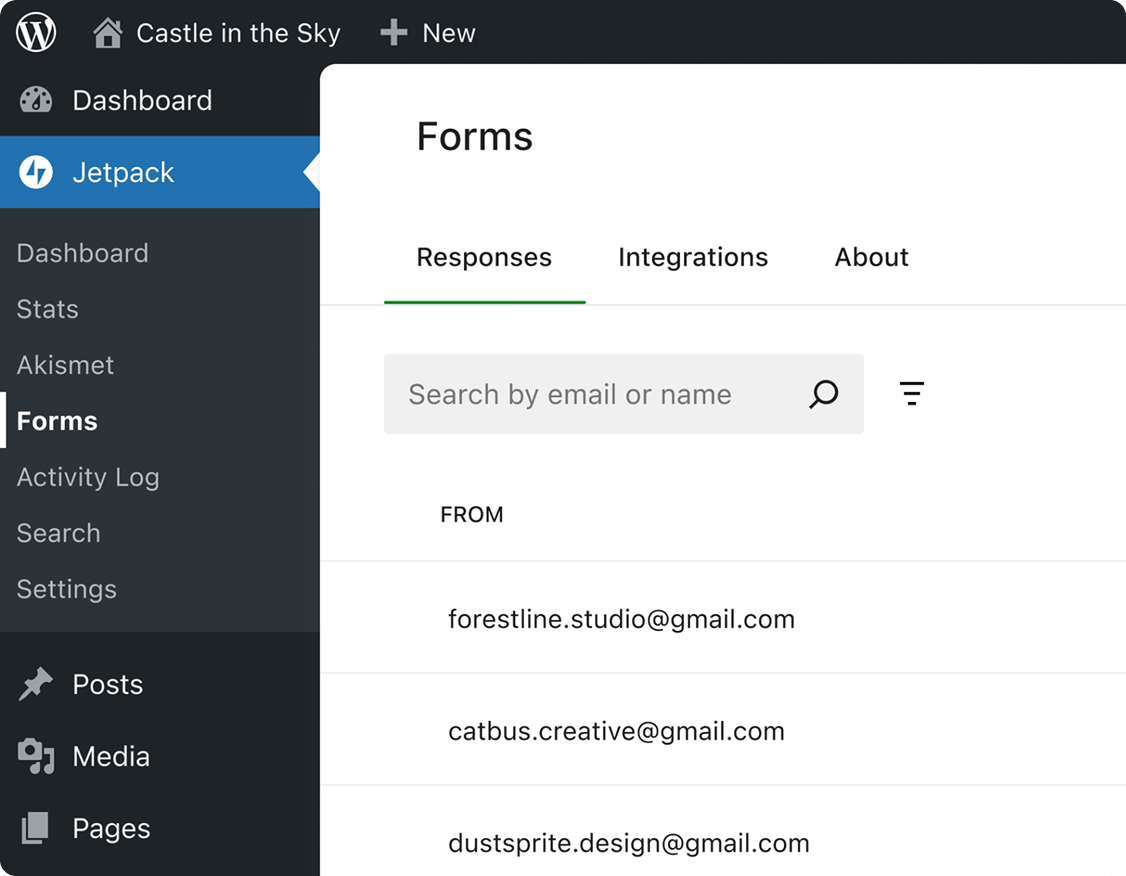 Castle in the Sky New
Dashboard
Jetpack
Dashboard
Stats
Akismet
Forms
Activity Log
Search
Settings
Posts
Media
Pages
Forms
Responses Integrations About
Search by email or name
FROM
forestline.studio@gmail.com
catbus.creative@gmail.com
dustsprite.design@gmail.com